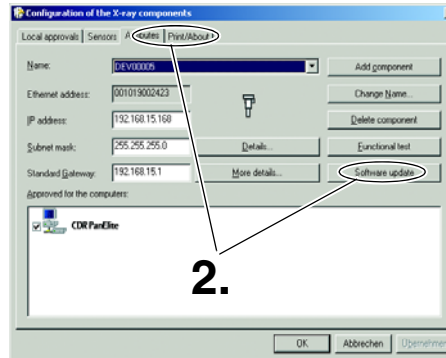 Configuration of the X-ray components
Local approvals Sensors Attributes Print/About
Name: DEV00005 Add component
Ethernet address: 001019002423 Change Name...
IP address: 192.168.15.168 Delete component
Subnet mask: 255.255.255.0 Details... Functional test
Standard Gateway: 192.168.15.1 More details... Software update
Approved for the computers:
CDR PanElite
2.
OK Abbrechen Übernehmen